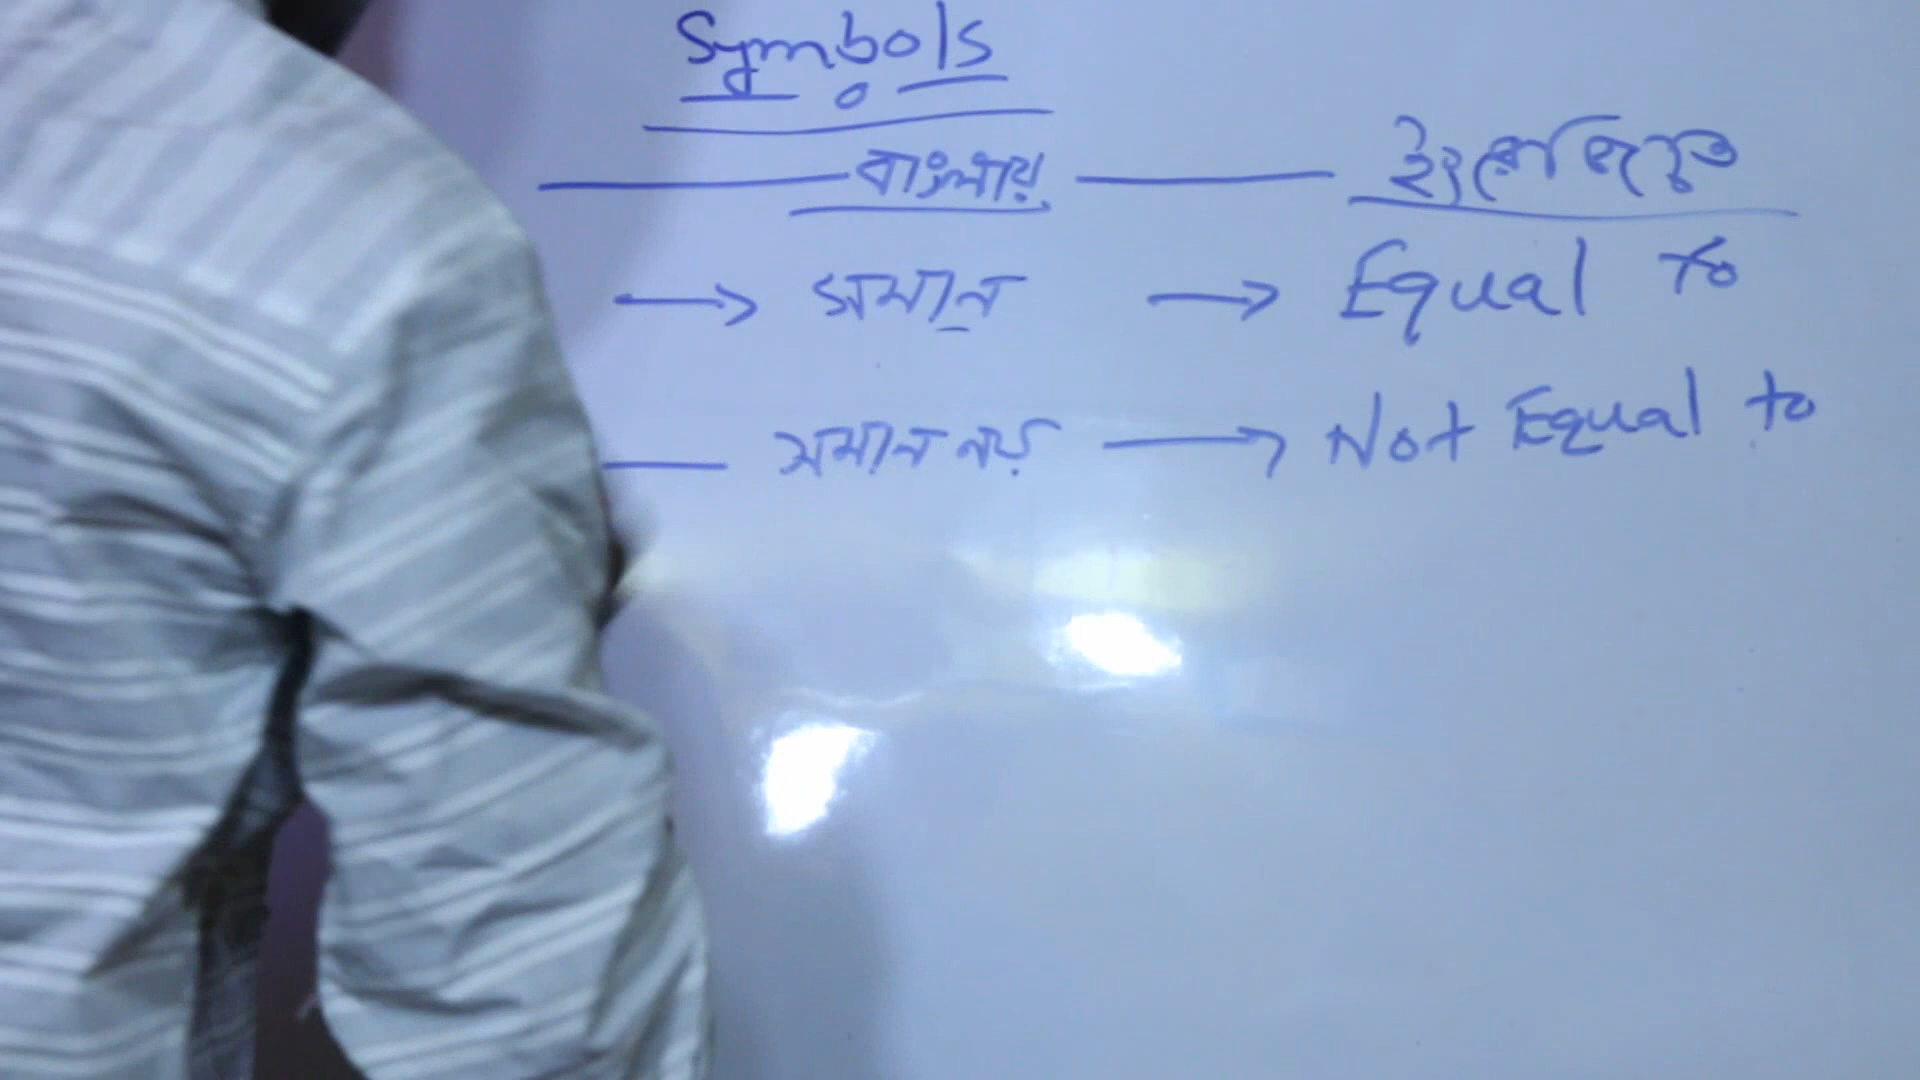 Symbols
বাংলায় ইংরেজিতে
→ সমান → Equal to
সমান নয় → Not Equal to